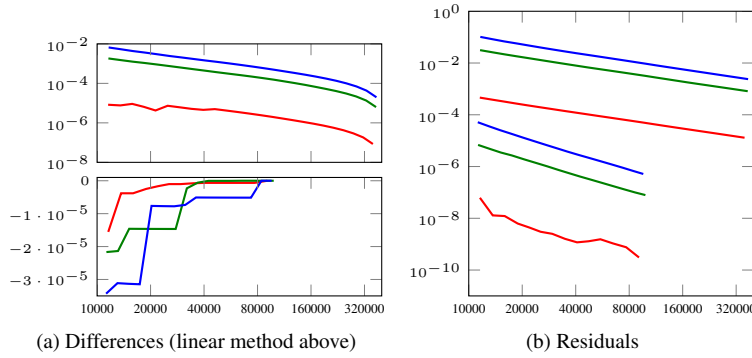 10^{-2}
10^{-4}
10^{-6}
10^{-8}
0
−1 · 10^{-5}
−2 · 10^{-5}
−3 · 10^{-5}
10000 20000 40000 80000 160000 320000
(a) Differences (linear method above)
10^{0}
10^{-2}
10^{-4}
10^{-6}
10^{-8}
10^{-10}
10000 20000 40000 80000 160000 320000
(b) Residuals